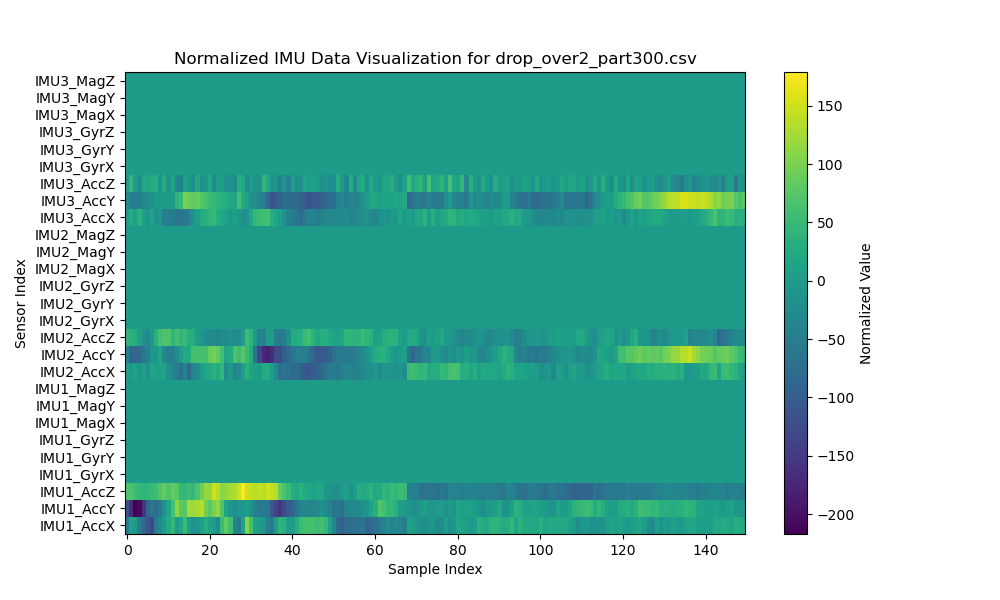 Normalized IMU Data Visualization for drop_over2_part300.csv
IMU3_MagZ
IMU3_MagY
IMU3_MagX
IMU3_GyrZ
IMU3_GyrY
IMU3_GyrX
IMU3_AccZ
IMU3_AccY
IMU3_AccX
IMU2_MagZ
IMU2_MagY
IMU2_MagX
IMU2_GyrZ
IMU2_GyrY
IMU2_GyrX
IMU2_AccZ
IMU2_AccY
IMU2_AccX
IMU1_MagZ
IMU1_MagY
IMU1_MagX
IMU1_GyrZ
IMU1_GyrY
IMU1_GyrX
IMU1_AccZ
IMU1_AccY
IMU1_AccX
Sensor Index
0 20 40 60 80 100 120 140
Sample Index
150
100
50
0
−50
−100
−150
−200
Normalized Value